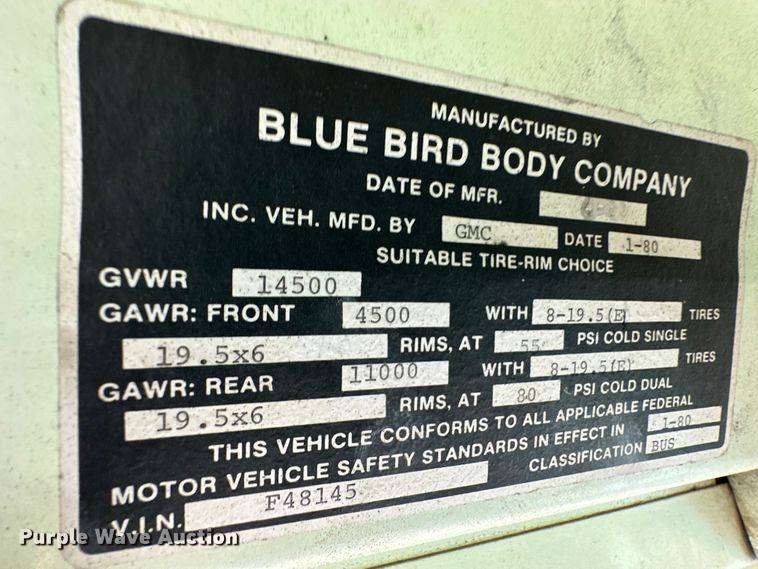 MANUFACTURED BY
BLUE BIRD BODY COMPANY
DATE OF MFR.
INC. VEH. MFD. BY GMC DATE 1-80
SUITABLE TIRE-RIM CHOICE
GVWR 14500
GAWR: FRONT 4500 WITH 8-19.5(E) TIRES
19.5x6 RIMS, AT 55 PSI COLD SINGLE
GAWR: REAR 11000 WITH 8-19.5(E) TIRES
19.5x6 RIMS, AT 80 PSI COLD DUAL
THIS VEHICLE CONFORMS TO ALL APPLICABLE FEDERAL
MOTOR VEHICLE SAFETY STANDARDS IN EFFECT IN 1-80
V.I.N. F48145 CLASSIFICATION BUS
Purple Wave Auction